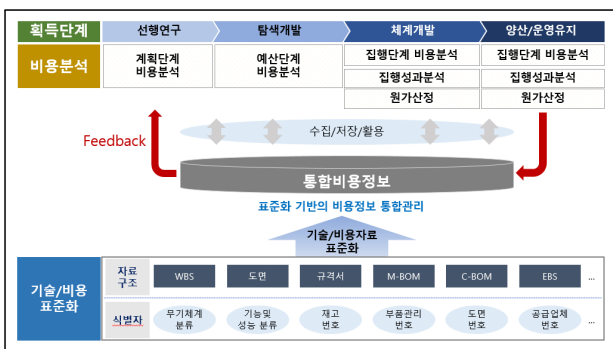 획득단계
선행연구
탐색개발
체계개발
양산/운영유지
비용분석
계획단계
비용분석
예산단계
비용분석
집행단계 비용분석
집행성과분석
원가산정
집행단계 비용분석
집행성과분석
원가산정
Feedback
수집/저장/활용
통합비용정보
표준화 기반의 비용정보 통합관리
기술/비용자료
표준화
기술/비용
표준화
자료
구조
WBS
도면
규격서
M-BOM
C-BOM
EBS
...
식별자
무기체계
분류
기능및
성능 분류
재고
번호
부품관리
번호
도면
번호
공급업체
번호
...